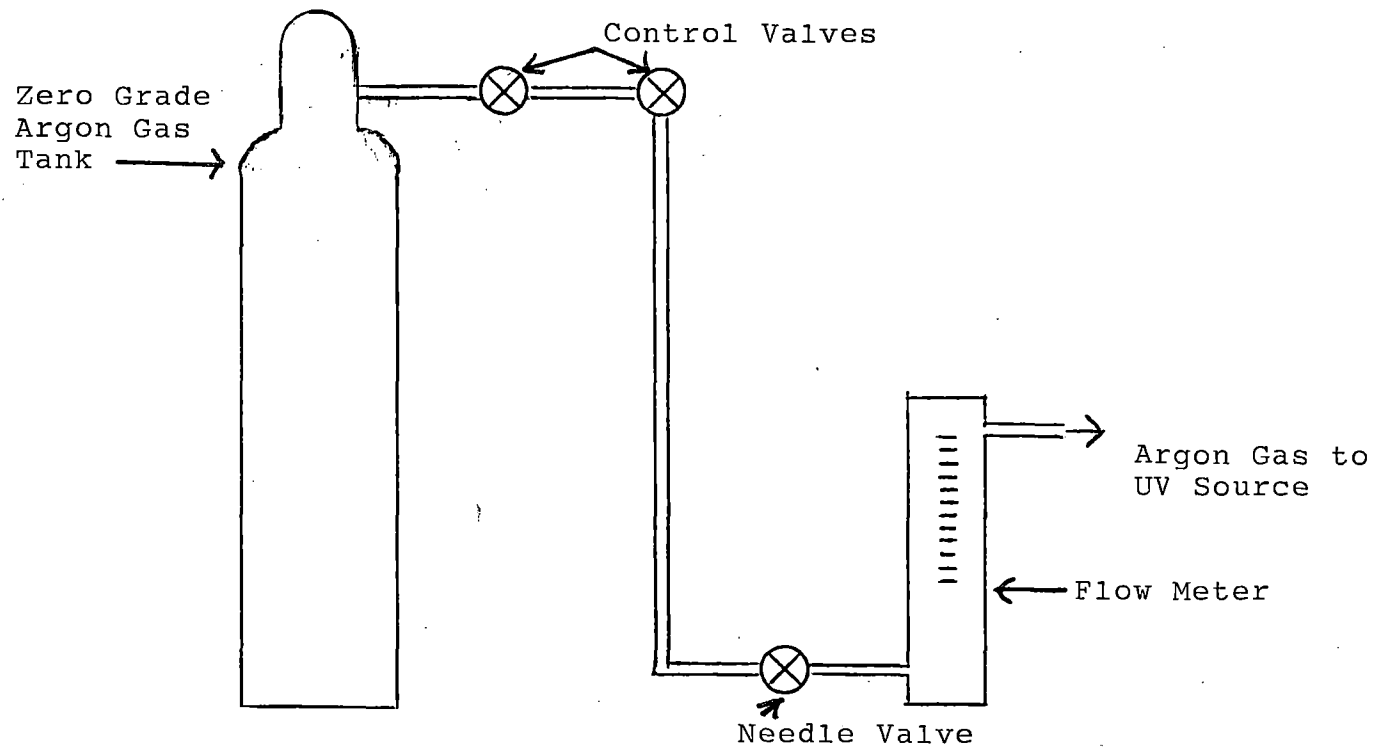 Control Valves
Zero Grade
Argon Gas
Tank
Argon Gas to
UV Source
Flow Meter
Needle Valve